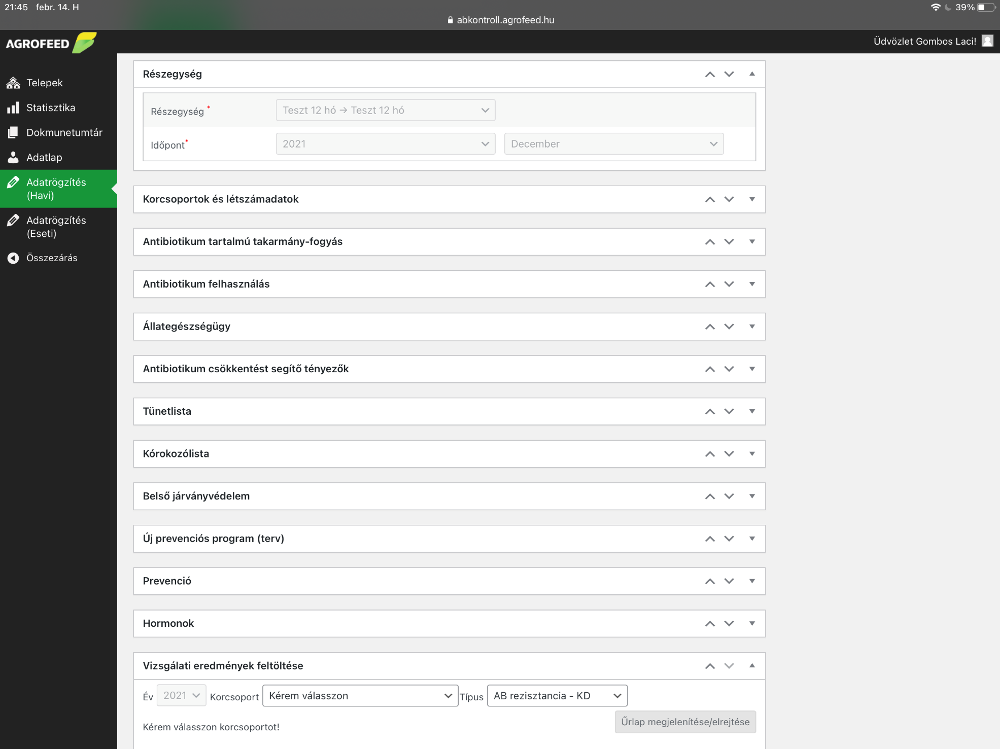 21:45 febr. 14. H
39%
abkontroll.agrofeed.hu
AGROFEED
Üdvözlet Gombos Laci!
Telepek
Statisztika
Dokmunetumtár
Adatlap
Adatrögzítés
(Havi)
Adatrögzítés
(Eseti)
Összezárás
Részegység
Részegység *
Teszt 12 hó → Teszt 12 hó
Időpont*
2021
December
Korcsoportok és létszámadatok
Antibiotikum tartalmú takarmány-fogyás
Antibiotikum felhasználás
Állategészségügy
Antibiotikum csökkentést segítő tényezők
Tünetlista
Kórokozólista
Belső járványvédelem
Új prevenciós program (terv)
Prevenció
Hormonok
Vizsgálati eredmények feltöltése
Év 2021 Korcsoport Kérem válasszon Típus AB rezisztancia - KD
Űrlap megjelenítése/elrejtése
Kérem válasszon korcsoportot!